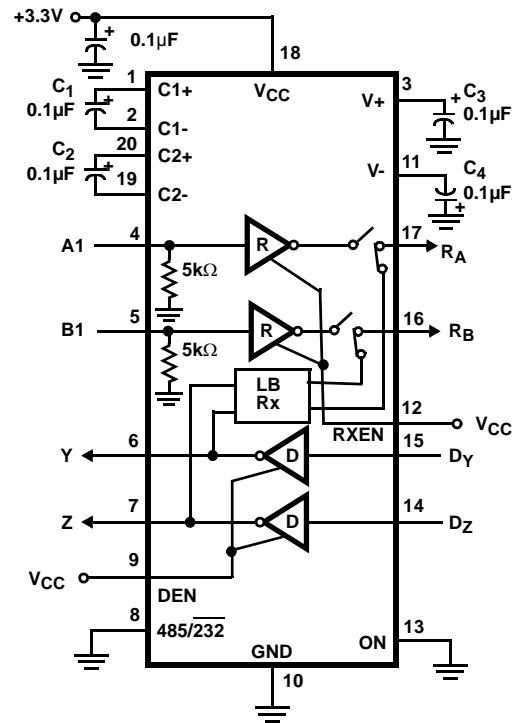 +3.3V
0.1µF
18
VCC
C1
0.1µF
1
C1+
2
C1-
C2
0.1µF
20
C2+
19
C2-
3
V+
+
C3
0.1µF
11
V-
C4
0.1µF
+
A1
4
5kΩ
R
17
RA
B1
5
5kΩ
R
16
RB
LB
Rx
RXEN
12
VCC
Y
6
D
15
DY
Z
7
D
14
DZ
VCC
9
DEN
8
485/232
ON
13
GND
10